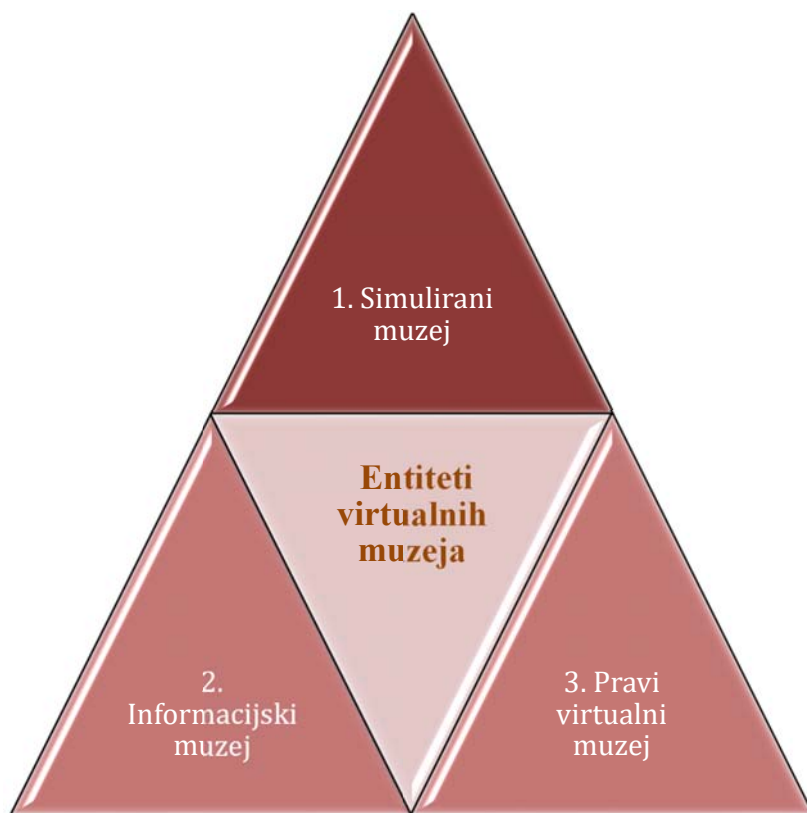 1. Simulirani
muzej
Entiteti
virtualnih
muzeja
2.
Informacijski
muzej
3. Pravi
virtualni
muzej